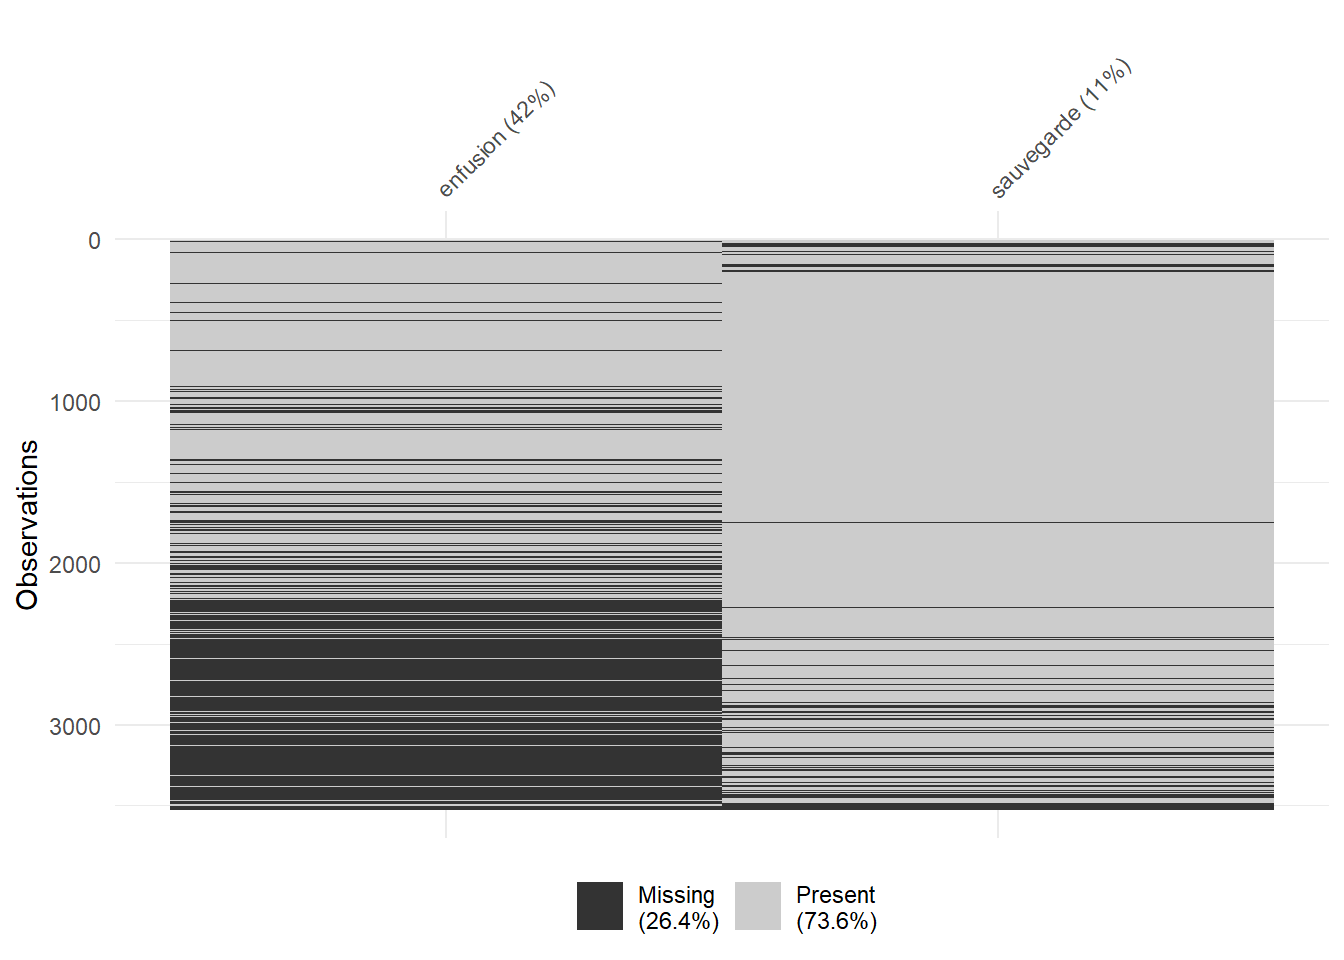 enfusion (42%)
sauvegarde (11%)
0
1000
2000
3000
Observations
Missing
(26.4%)
Present
(73.6%)